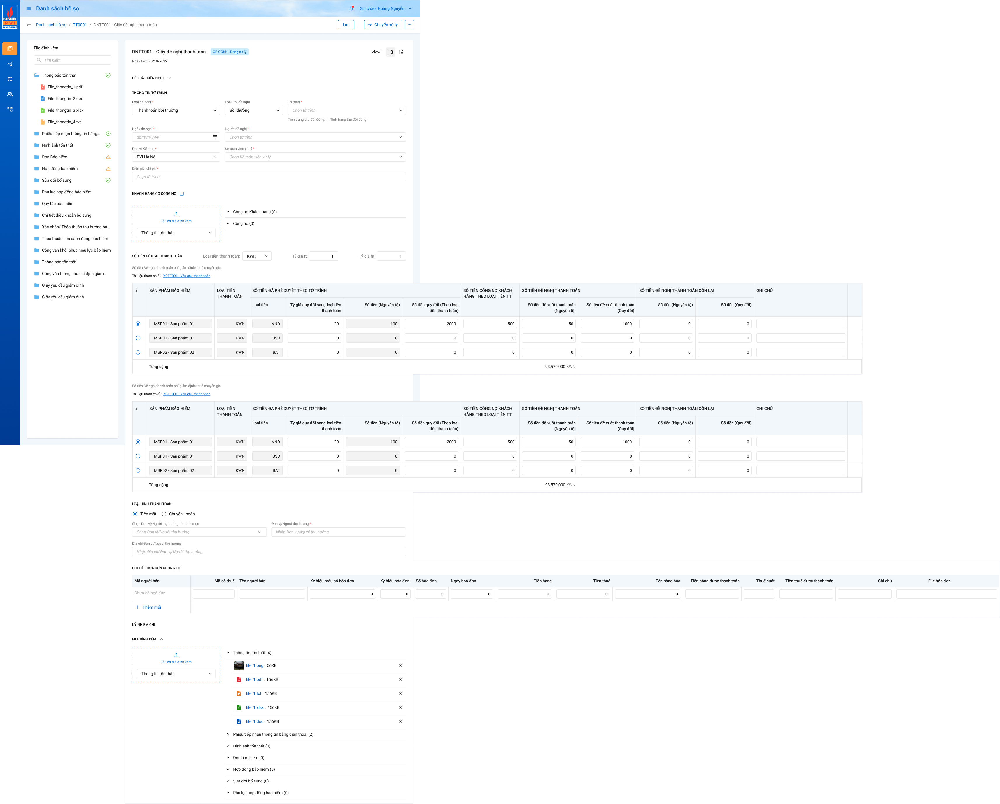 PETROVIETNAM
PVI
INSURANCE
Danh sách hồ sơ
Xin chào, Hoàng Nguyễn
Danh sách hồ sơ / TT0001 / DNTT001 - Giấy đề nghị thanh toán
Lưu
Chuyển xử lý
File đính kèm
Tìm kiếm
Thông báo tổn thất
File_thongtin_1.pdf
File_thongtin_2.doc
File_thongtin_3.xlsx
File_thongtin_4.txt
Phiếu tiếp nhận thông tin bằng...
Hình ảnh tổn thất
Đơn Bảo hiểm
Hợp đồng bảo hiểm
Sửa đổi bổ sung
Phụ lục hợp đồng bảo hiểm
Quy tắc bảo hiểm
Chi tiết điều khoản bổ sung
Xác nhận/ Thỏa thuận thụ hưởng bả...
Thỏa thuận liên danh đồng bảo hiểm
Công văn khôi phục hiệu lực bảo hiểm
Thông báo tổn thất
Công văn thông báo chỉ định giám...
Giấy yêu cầu giám định
Giấy yêu cầu giám định
DNTT001 - Giấy đề nghị thanh toán
CB GQKN - Đang xử lý
View:
Ngày tạo: 20/10/2022
ĐỀ XUẤT KIẾN NGHỊ
THÔNG TIN TỜ TRÌNH
Loại đề nghị * Loại Phí đề nghị Tờ trình *
Thanh toán bồi thường Bồi thường Chọn tờ trình
Tình trạng thu đòi đồng: Tình trạng thu đòi đồng:
Ngày đề nghị * Người đề nghị *
dd/mm/yyyy Chọn tờ trình
Đơn vị Kế toán * Kế toán viên xử lý *
PVI Hà Nội Chọn Kế toán viên xử lý
Diễn giải chi phí *
Chọn tờ trình
KHÁCH HÀNG CÓ CÔNG NỢ
Tải lên file đính kèm
Thông tin tổn thất
Công nợ Khách hàng (0)
Công nợ (0)
SỐ TIỀN ĐỀ NGHỊ THANH TOÁN Loại tiền thanh toán: KWR Tỷ giá tt 1 Tỷ giá ht 1
Số tiền Đề nghị thanh toán phí giám định/thuê chuyên gia
Tài liệu tham chiếu: YCTT001 - Yêu cầu thanh toán
# SẢN PHẨM BẢO HIỂM LOẠI TIỀN THANH TOÁN SỐ TIỀN ĐÃ PHÊ DUYỆT THEO TỜ TRÌNH SỐ TIỀN CÔNG NỢ KHÁCH HÀNG THEO LOẠI TIỀN TT SỐ TIỀN ĐỀ NGHỊ THANH TOÁN SỐ TIỀN ĐỀ NGHỊ THANH TOÁN CÒN LẠI GHI CHÚ
Loại tiền Tỷ giá quy đổi sang loại tiền thanh toán Số tiền (Nguyên tệ) Số tiền quy đổi (Theo loại tiền thanh toán) Số tiền đề xuất thanh toán (Nguyên tệ) Số tiền đề xuất thanh toán (Quy đổi) Số tiền (Nguyên tệ) Số tiền (Quy đổi)
MSP01 - Sản phẩm 01 KWN VND 20 100 2000 500 50 1000 0 0
MSP01 - Sản phẩm 01 KWN USD 0 0 0 0 0 0 0 0
MSP02 - Sản phẩm 02 KWN BAT 0 0 0 0 0 0 0 0
Tổng cộng 93,570,000 KWN
Số tiền Đề nghị thanh toán phí giám định/thuê chuyên gia
Tài liệu tham chiếu: YCTT001 - Yêu cầu thanh toán
# SẢN PHẨM BẢO HIỂM LOẠI TIỀN THANH TOÁN SỐ TIỀN ĐÃ PHÊ DUYỆT THEO TỜ TRÌNH SỐ TIỀN CÔNG NỢ KHÁCH HÀNG THEO LOẠI TIỀN TT SỐ TIỀN ĐỀ NGHỊ THANH TOÁN SỐ TIỀN ĐỀ NGHỊ THANH TOÁN CÒN LẠI GHI CHÚ
Loại tiền Tỷ giá quy đổi sang loại tiền thanh toán Số tiền (Nguyên tệ) Số tiền quy đổi (Theo loại tiền thanh toán) Số tiền đề xuất thanh toán (Nguyên tệ) Số tiền đề xuất thanh toán (Quy đổi) Số tiền (Nguyên tệ) Số tiền (Quy đổi)
MSP01 - Sản phẩm 01 KWN VND 20 100 2000 500 50 1000 0 0
MSP01 - Sản phẩm 01 KWN USD 0 0 0 0 0 0 0 0
MSP02 - Sản phẩm 02 KWN BAT 0 0 0 0 0 0 0 0
Tổng cộng 93,570,000 KWN
LOẠI HÌNH THANH TOÁN
Tiền mặt Chuyển khoản
Chọn Đơn vị/Người thụ hưởng từ danh mục Đơn vị/Người thụ hưởng *
Chọn Đơn vị/Người thụ hưởng Nhập Đơn vị/Người thụ hưởng
Địa chỉ Đơn vị/Người thụ hưởng
Nhập Địa chỉ Đơn vị/Người thụ hưởng
CHI TIẾT HOÁ ĐƠN CHỨNG TỪ
Mã người bán Mã số thuế Tên người bán Ký hiệu mẫu số hóa đơn Ký hiệu hóa đơn Số hóa đơn Ngày hóa đơn Tiền hàng Tiền thuế Tên hàng hóa Tiền hàng được thanh toán Thuế suất Tiền thuế được thanh toán Ghi chú File hóa đơn
Chưa có hoá đơn 0 0 0 0 0 0 0
+ Thêm mới
UỶ NHIỆM CHI
FILE ĐÍNH KÈM
Tải lên file đính kèm
Thông tin tổn thất
Thông tin tổn thất (4)
file_1.png . 56KB
file_1.pdf . 156KB
file_1.txt . 156KB
file_1.xlsx . 156KB
file_1.doc . 156KB
Phiếu tiếp nhận thông tin bằng điện thoại (2)
Hình ảnh tổn thất (0)
Đơn bảo hiểm (0)
Hợp đồng bảo hiểm (0)
Sửa đổi bổ sung (0)
Phụ lục hợp đồng bảo hiểm (0)